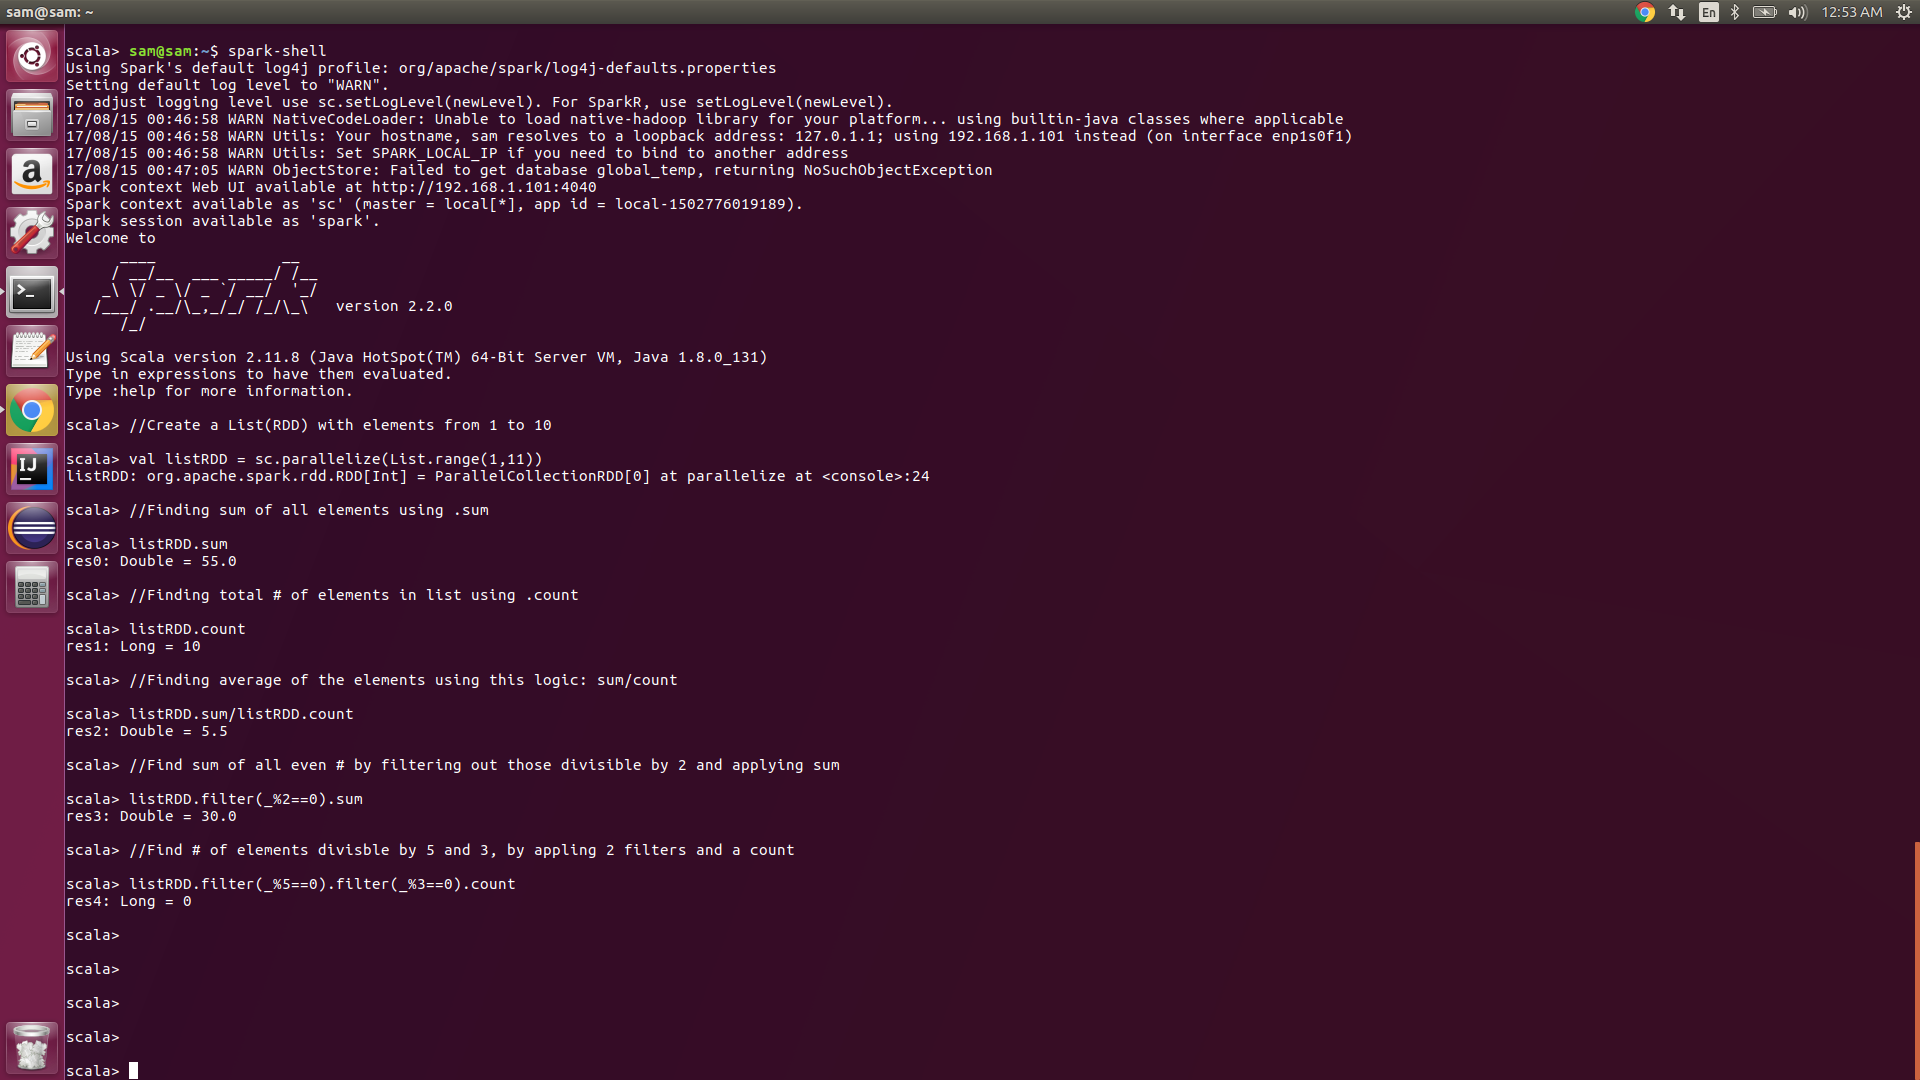 sam@sam: ~
En
12:53 AM
scala> sam@sam:~$ spark-shell
Using Spark's default log4j profile: org/apache/spark/log4j-defaults.properties
Setting default log level to "WARN".
To adjust logging level use sc.setLogLevel(newLevel). For SparkR, use setLogLevel(newLevel).
17/08/15 00:46:58 WARN NativeCodeLoader: Unable to load native-hadoop library for your platform... using builtin-java classes where applicable
17/08/15 00:46:58 WARN Utils: Your hostname, sam resolves to a loopback address: 127.0.1.1; using 192.168.1.101 instead (on interface enp1s0f1)
17/08/15 00:46:58 WARN Utils: Set SPARK_LOCAL_IP if you need to bind to another address
17/08/15 00:47:05 WARN ObjectStore: Failed to get database global_temp, returning NoSuchObjectException
Spark context Web UI available at http://192.168.1.101:4040
Spark context available as 'sc' (master = local[*], app id = local-1502776019189).
Spark session available as 'spark'.
Welcome to
      ____              __
     / __/__  ___ _____/ /__
    _\ \/ _ \/ _ `/ __/  '_/
   /___/ .__/\_,_/_/ /_/\_\   version 2.2.0
      /_/
Using Scala version 2.11.8 (Java HotSpot(TM) 64-Bit Server VM, Java 1.8.0_131)
Type in expressions to have them evaluated.
Type :help for more information.
scala> //Create a List(RDD) with elements from 1 to 10
scala> val listRDD = sc.parallelize(List.range(1,11))
listRDD: org.apache.spark.rdd.RDD[Int] = ParallelCollectionRDD[0] at parallelize at <console>:24
scala> //Finding sum of all elements using .sum
scala> listRDD.sum
res0: Double = 55.0
scala> //Finding total # of elements in list using .count
scala> listRDD.count
res1: Long = 10
scala> //Finding average of the elements using this logic: sum/count
scala> listRDD.sum/listRDD.count
res2: Double = 5.5
scala> //Find sum of all even # by filtering out those divisible by 2 and applying sum
scala> listRDD.filter(_%2==0).sum
res3: Double = 30.0
scala> //Find # of elements divisble by 5 and 3, by appling 2 filters and a count
scala> listRDD.filter(_%5==0).filter(_%3==0).count
res4: Long = 0
scala>
scala>
scala>
scala>
scala>
a
>_
IJ